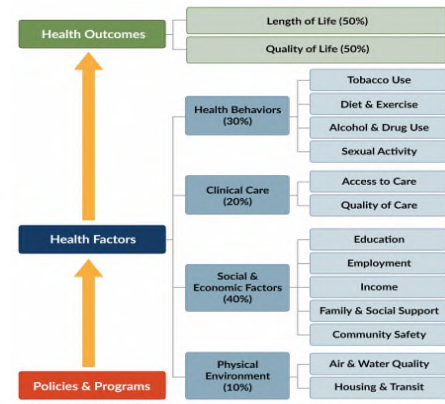 Health Outcomes
Length of Life (50%)
Quality of Life (50%)
Health Behaviors
(30%)
Tobacco Use
Diet & Exercise
Alcohol & Drug Use
Sexual Activity
Clinical Care
(20%)
Access to Care
Quality of Care
Health Factors
Social &
Economic Factors
(40%)
Education
Employment
Income
Family & Social Support
Community Safety
Physical
Environment
(10%)
Air & Water Quality
Housing & Transit
Policies & Programs